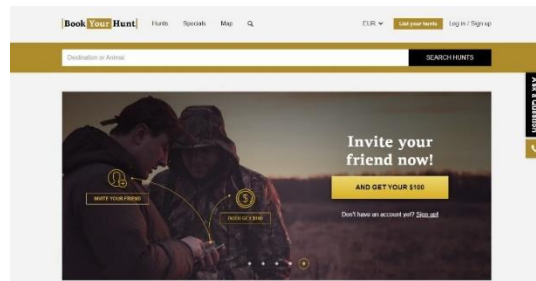 Book Your Hunt
Hunts
Specials
Map
EUR
List your hunts
Log in / Sign up
Destination or Animal
SEARCH HUNTS
Ask a Question
Invite your
friend now!
AND GET YOUR $100
Don't have an account yet? Sign up!
INVITE YOUR FRIEND
BOTH GET $100